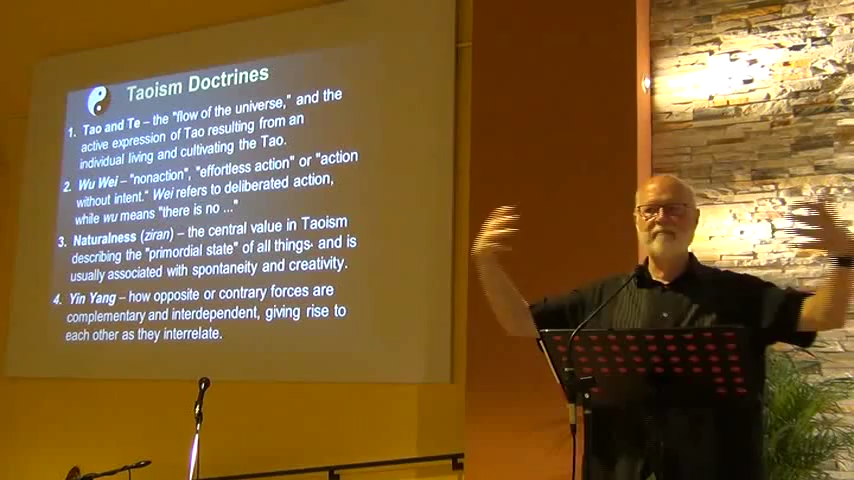 Taoism Doctrines
1. Tao and Te – the "flow of the universe," and the
active expression of Tao resulting from an
individual living and cultivating the Tao.
2. Wu Wei – "nonaction", "effortless action" or "action
without intent." Wei refers to deliberated action,
while wu means "there is no ..."
3. Naturalness (ziran) – the central value in Taoism
describing the "primordial state" of all things- and is
usually associated with spontaneity and creativity.
4. Yin Yang – how opposite or contrary forces are
complementary and interdependent, giving rise to
each other as they interrelate.